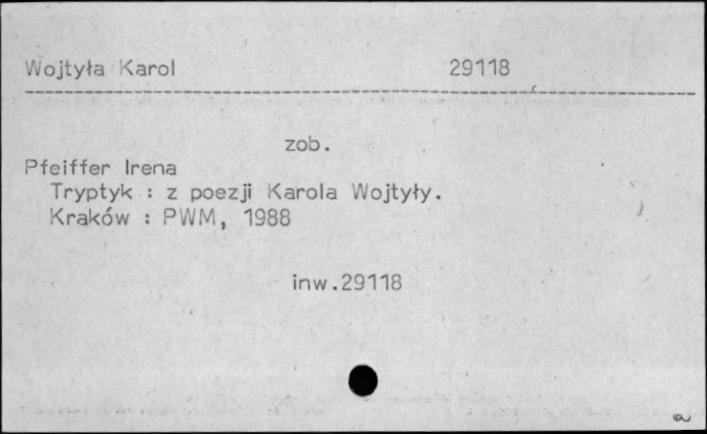 Wojtyła Karol 29118
zob.
Pfeiffer Irena
Tryptyk : z poezji Karola Wojtyły.
Kraków : PWM, 1988
inw.29118
a